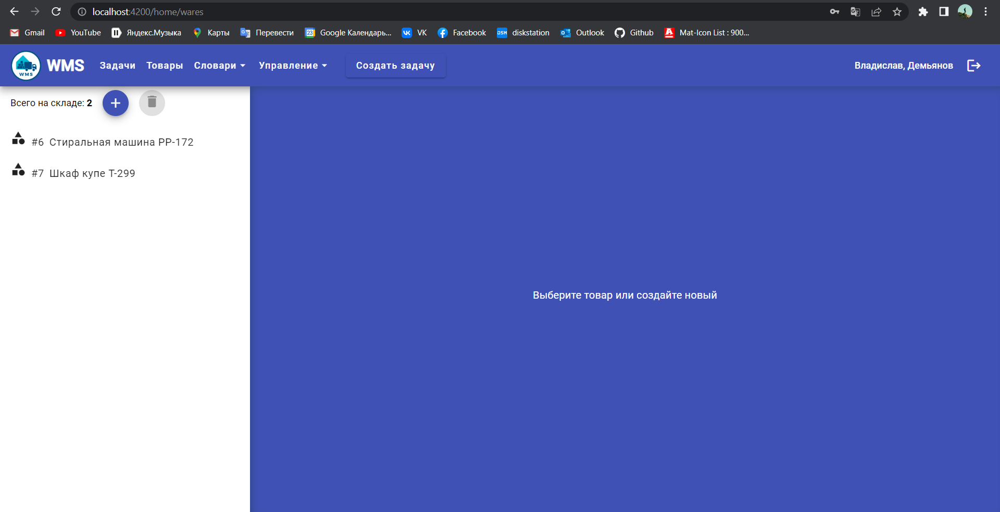 localhost:4200/home/wares
Gmail YouTube Яндекс.Музыка Карты Перевести 23 Google Календарь... VK Facebook DSM diskstation Outlook Github Mat-Icon List : 900...
WMS WMS Задачи Товары Словари Управление Создать задачу Владислав, Демьянов
Всего на складе: 2
#6 Стиральная машина PP-172
#7 Шкаф купе Т-299
Выберите товар или создайте новый